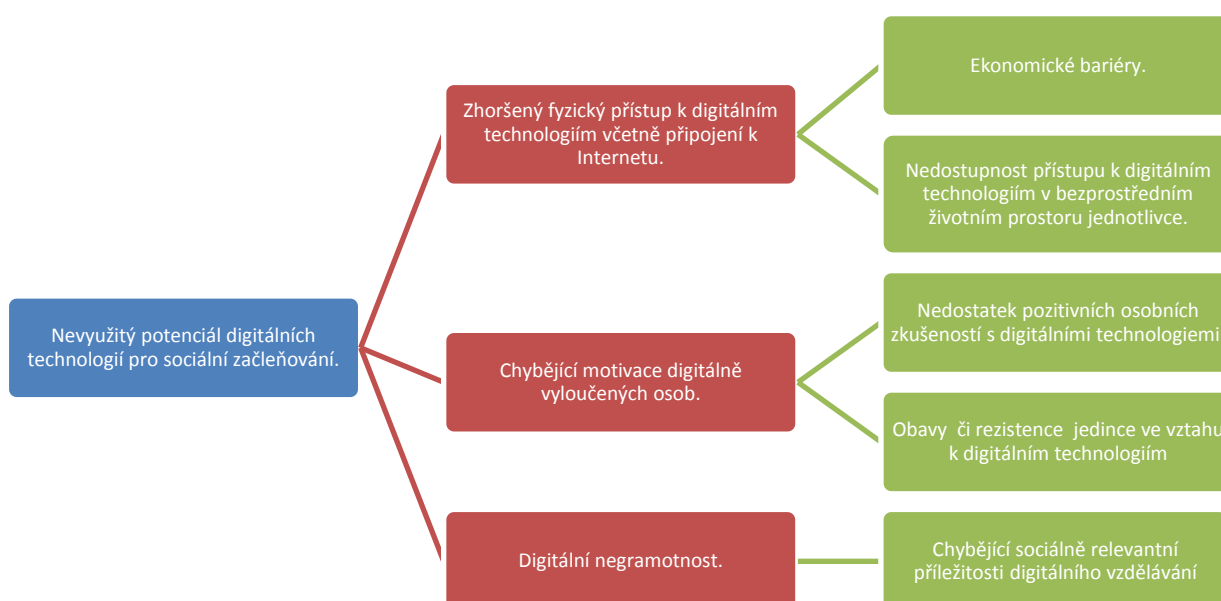 Nevyužitý potenciál digitálních
technologií pro sociální začleňování.
Zhoršený fyzický přístup k digitálním
technologiím včetně připojení k
Internetu.
Ekonomické bariéry.
Nedostupnost přístupu k digitálním
technologiím v bezprostředním
životním prostoru jednotlivce.
Chybějící motivace digitálně
vyloučených osob.
Nedostatek pozitivních osobních
zkušeností s digitálními technologiemi
Obavy či rezistence jedince ve vztahu
k digitálním technologiím
Digitální negramotnost.
Chybějící sociálně relevantní
příležitosti digitálního vzdělávání